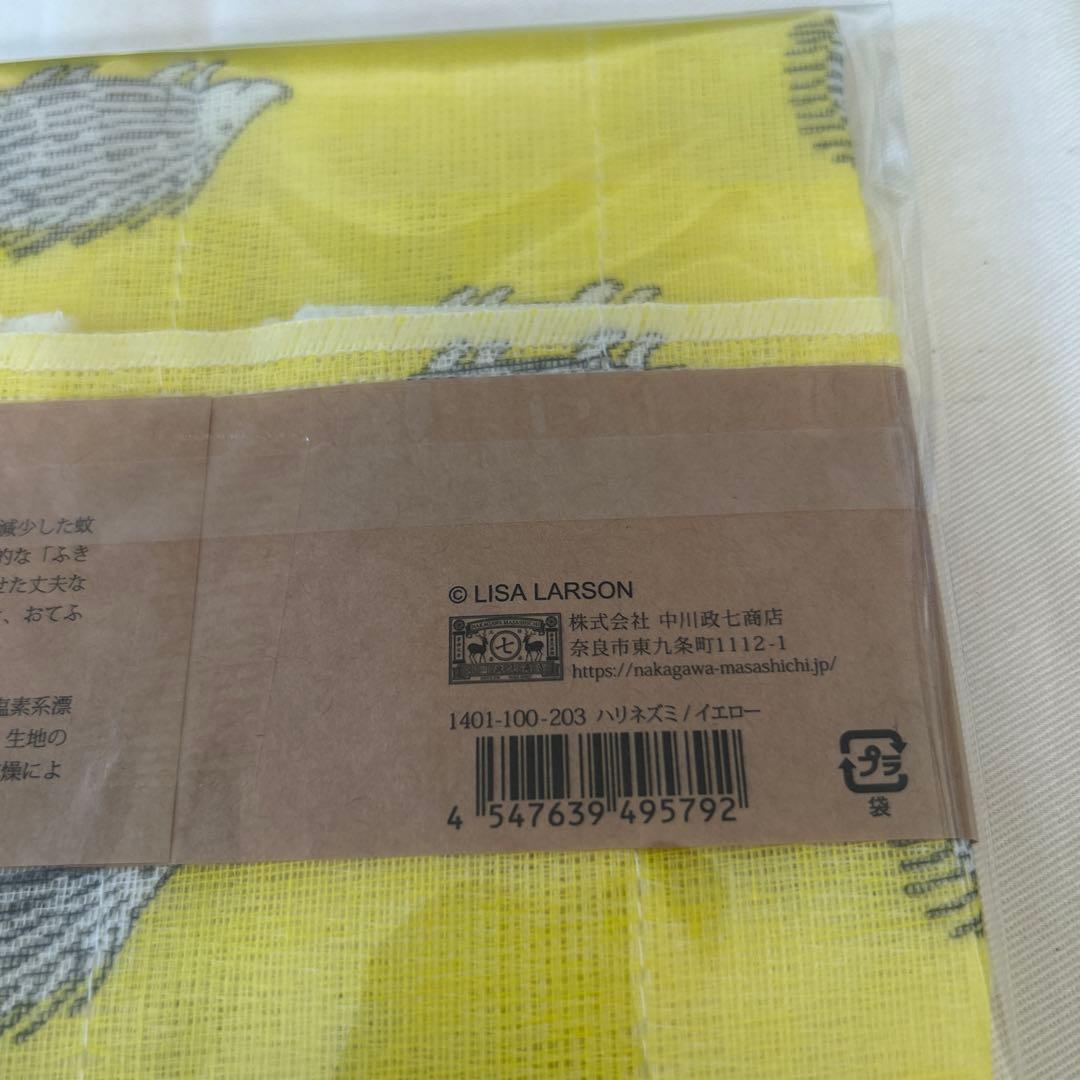 減少した蚊
的な「ふき
せた丈夫な
、おてふ
塩素系漂
生地の
燥によ
© LISA LARSON
NAKAGAWA MASASHICHI
七
株式会社 中川政七商店
奈良市東九条町1112-1
https://nakagawa-masashichi.jp/
1401-100-203 ハリネズミ/イエロー
4 547639 495792
プラ
袋